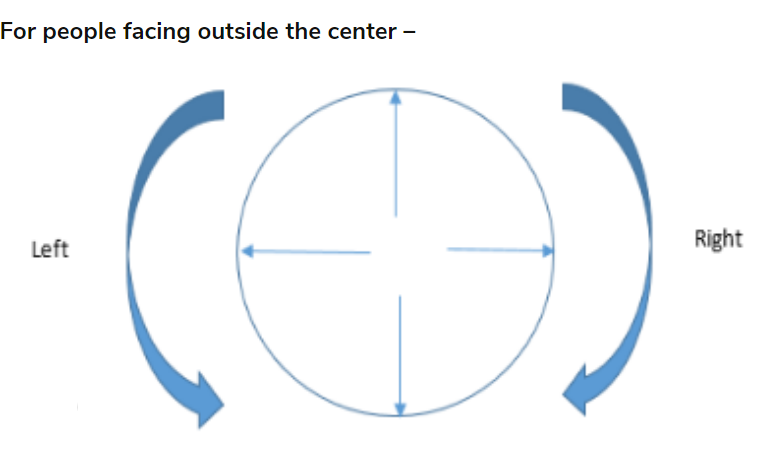 For people facing outside the center –
Left
Right